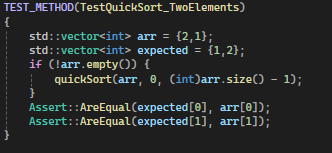 TEST_METHOD(TestQuickSort_TwoElements)
{
    std::vector<int> arr = {2,1};
    std::vector<int> expected = {1,2};
    if (!arr.empty()) {
        quickSort(arr, 0, (int)arr.size() - 1);
    }
    Assert::AreEqual(expected[0], arr[0]);
    Assert::AreEqual(expected[1], arr[1]);
}